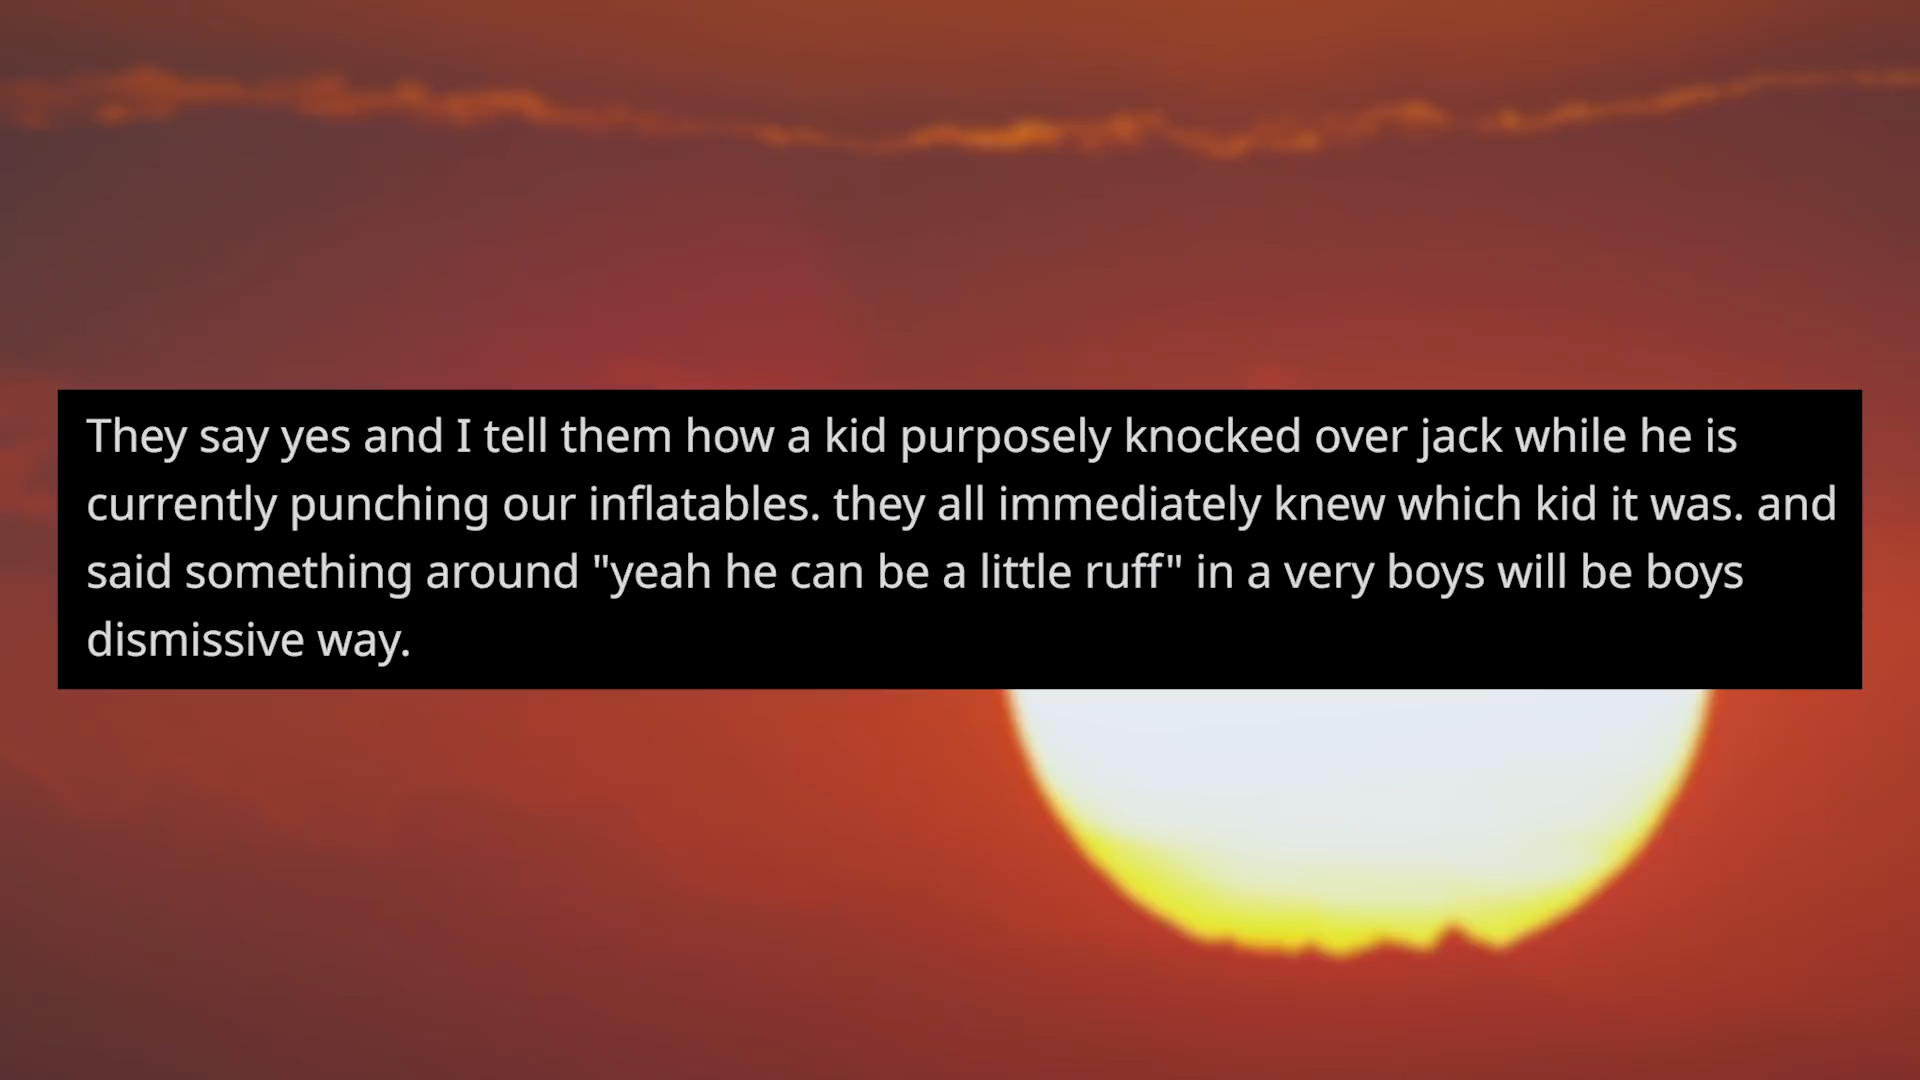 They say yes and I tell them how a kid purposely knocked over jack while he is
currently punching our inflatables. they all immediately knew which kid it was. and
said something around "yeah he can be a little ruff" in a very boys will be boys
dismissive way.